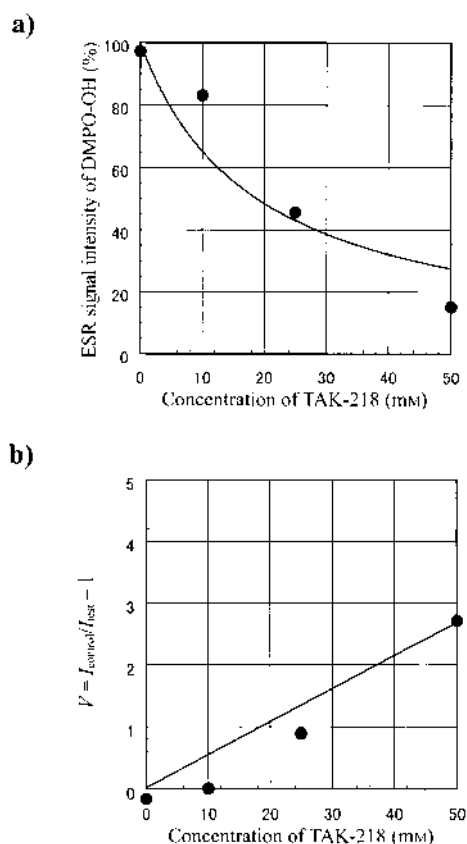 a)
ESR signal intensity of DMPO-OH (%)
100
80
60
40
20
0
0 10 20 30 40 50
Concentration of TAK-218 (mM)
b)
V = Icontrol/Itest − 1
5
4
3
2
1
0
0 10 20 30 40 50
Concentration of TAK-218 (mM)